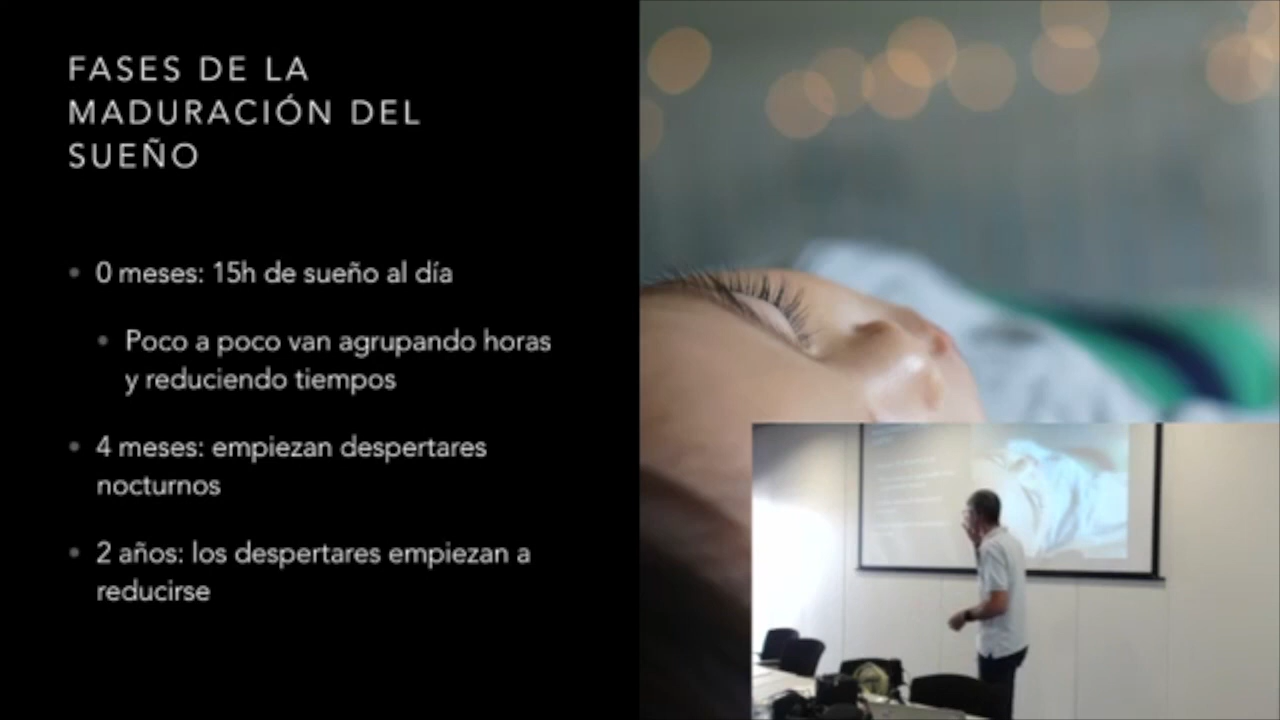 FASES DE LA
MADURACIÓN DEL
SUEÑO
• 0 meses: 15h de sueño al día
• Poco a poco van agrupando horas
y reduciendo tiempos
• 4 meses: empiezan despertares
nocturnos
• 2 años: los despertares empiezan a
reducirse